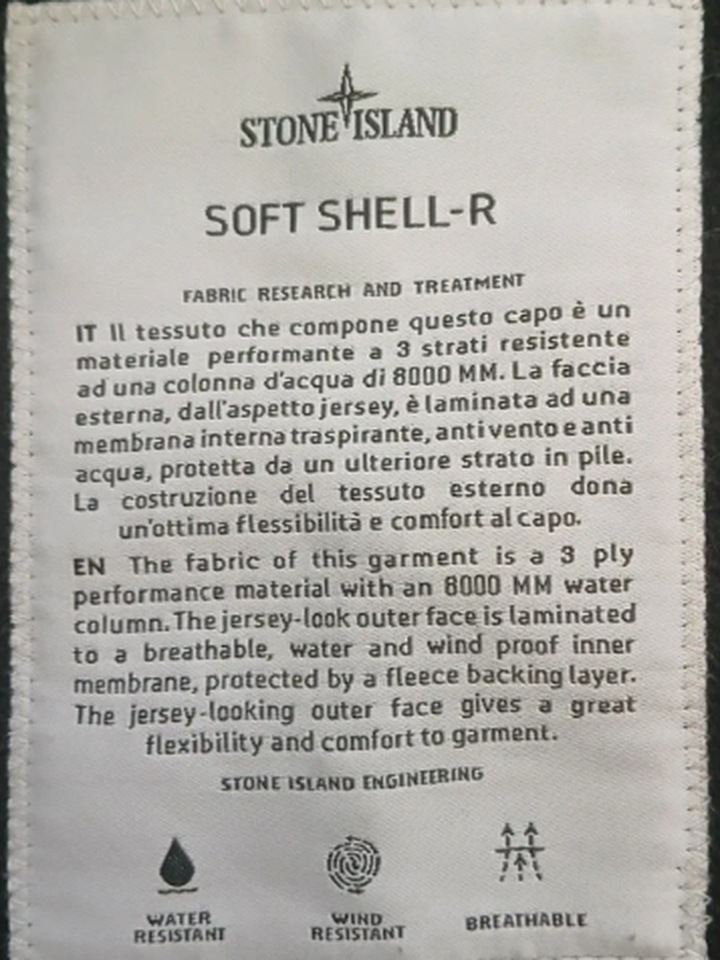 STONE ISLAND
SOFT SHELL-R
FABRIC RESEARCH AND TREATMENT
IT Il tessuto che compone questo capo è un
materiale performante a 3 strati resistente
ad una colonna d'acqua di 8000 MM. La faccia
esterna, dall'aspetto jersey, è laminata ad una
membrana interna traspirante, antivento e anti
acqua, protetta da un ulteriore strato in pile.
La costruzione del tessuto esterno dona
un'ottima flessibilità e comfort al capo.
EN The fabric of this garment is a 3 ply
performance material with an 8000 MM water
column. The jersey-look outer face is laminated
to a breathable, water and wind proof inner
membrane, protected by a fleece backing layer.
The jersey-looking outer face gives a great
flexibility and comfort to garment.
STONE ISLAND ENGINEERING
WATER
RESISTANT
WIND
RESISTANT
BREATHABLE